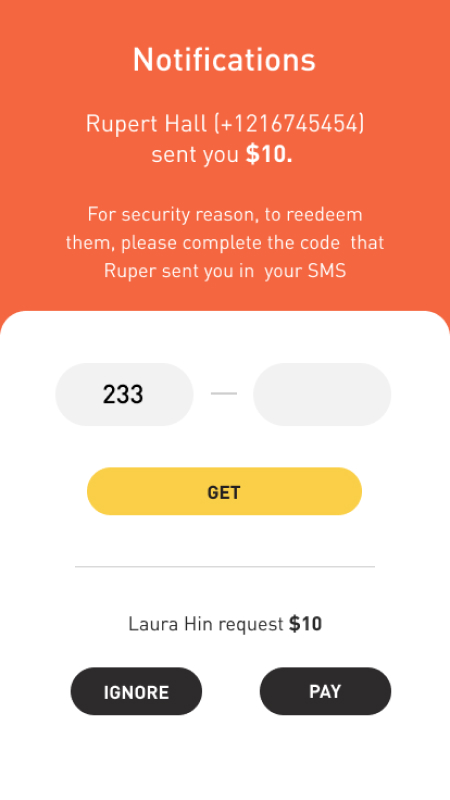 Notifications
Rupert Hall (+1216745454)
sent you $10.
For security reason, to reedeem
them, please complete the code that
Ruper sent you in your SMS
233 —
GET
Laura Hin request $10
IGNORE PAY